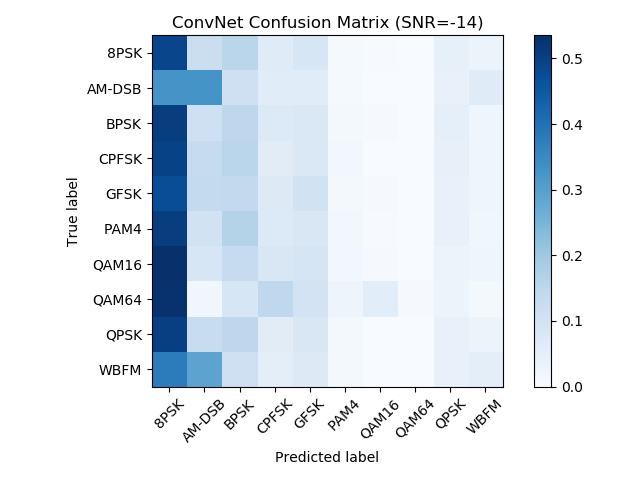 ConvNet Confusion Matrix (SNR=-14)
8PSK
AM-DSB
BPSK
CPFSK
GFSK
PAM4
QAM16
QAM64
QPSK
WBFM
True label
8PSK
AM-DSB
BPSK
CPFSK
GFSK
PAM4
QAM16
QAM64
QPSK
WBFM
Predicted label
0.5
0.4
0.3
0.2
0.1
0.0